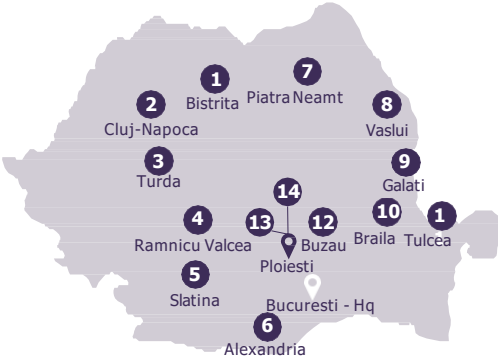 7
1
Piatra Neamt
Bistrita
2
8
Cluj-Napoca
Vaslui
3
9
Turda
Galati
14
4
13
12
10
1
Ramnicu Valcea
Buzau
Braila
Tulcea
Ploiesti
5
Slatina
Bucuresti - Hq
6
Alexandria